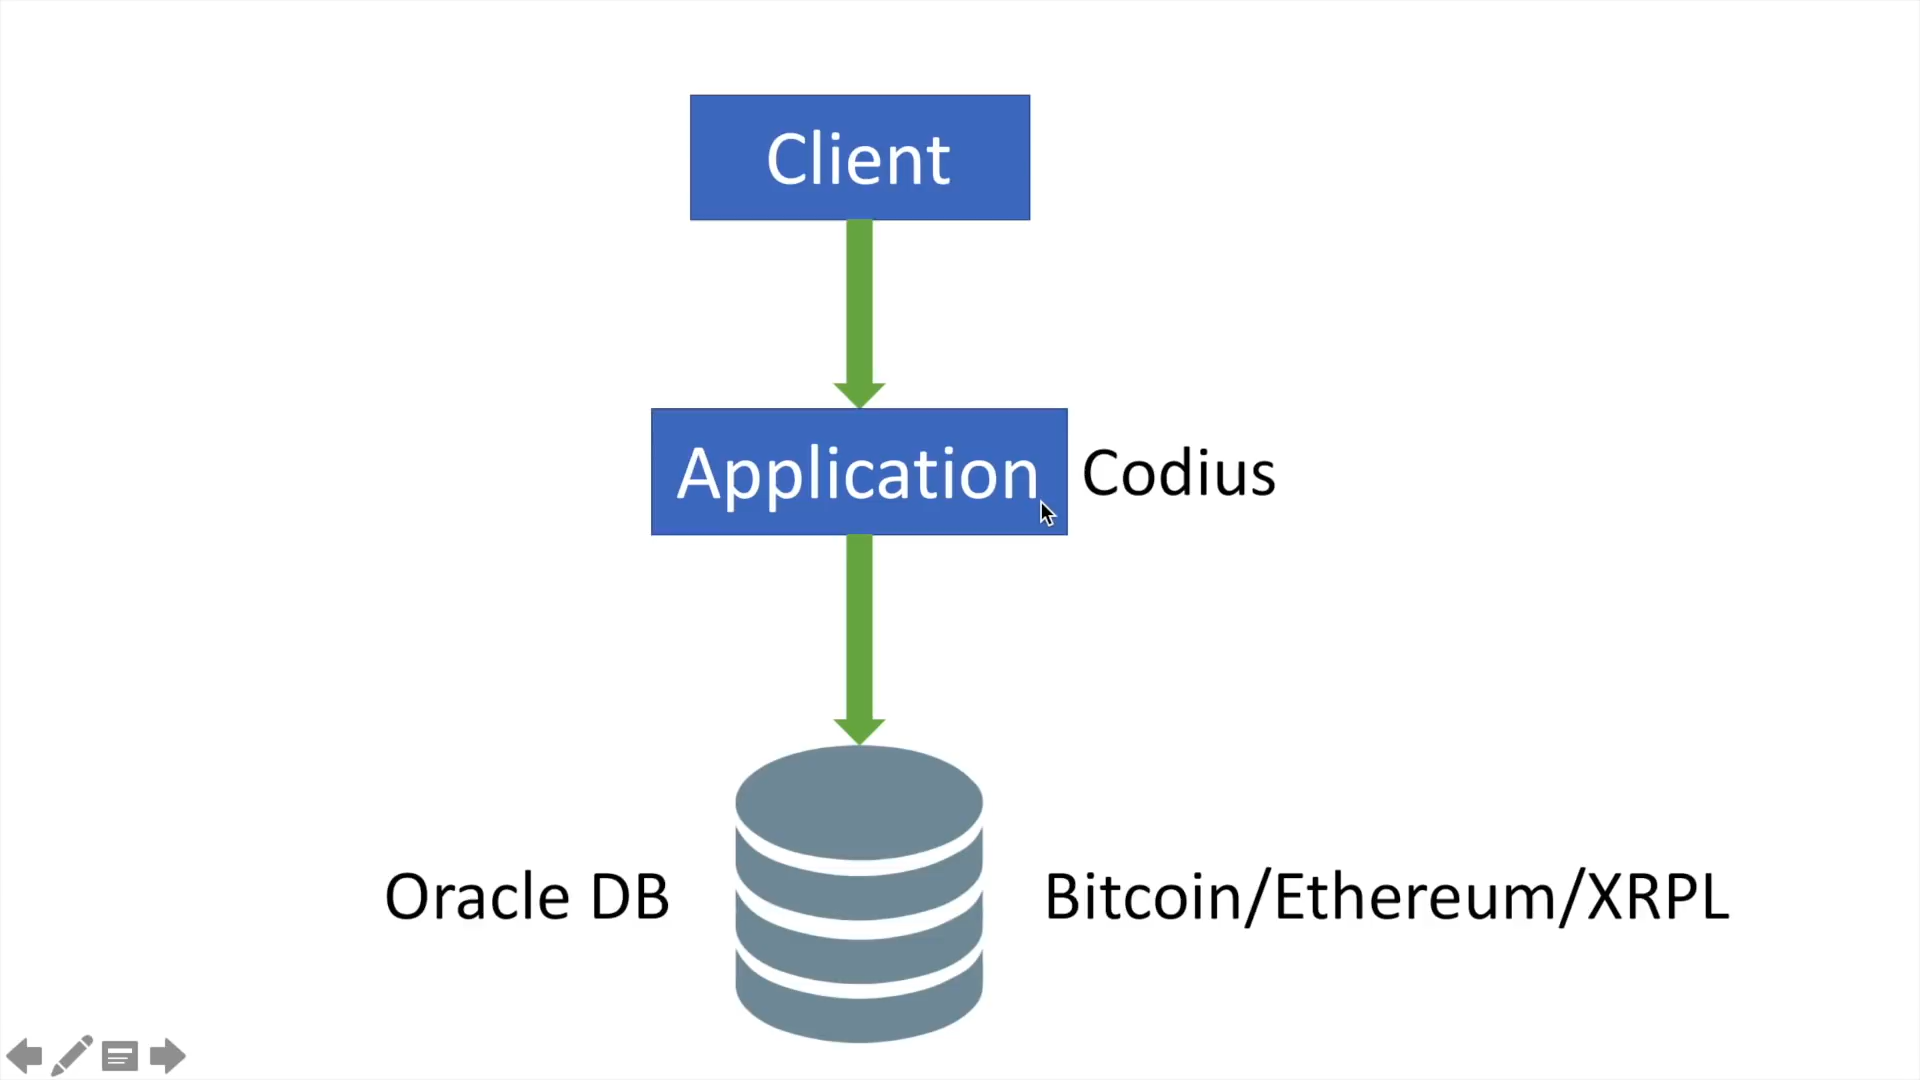 Client
Application
Codius
Oracle DB
Bitcoin/Ethereum/XRPL